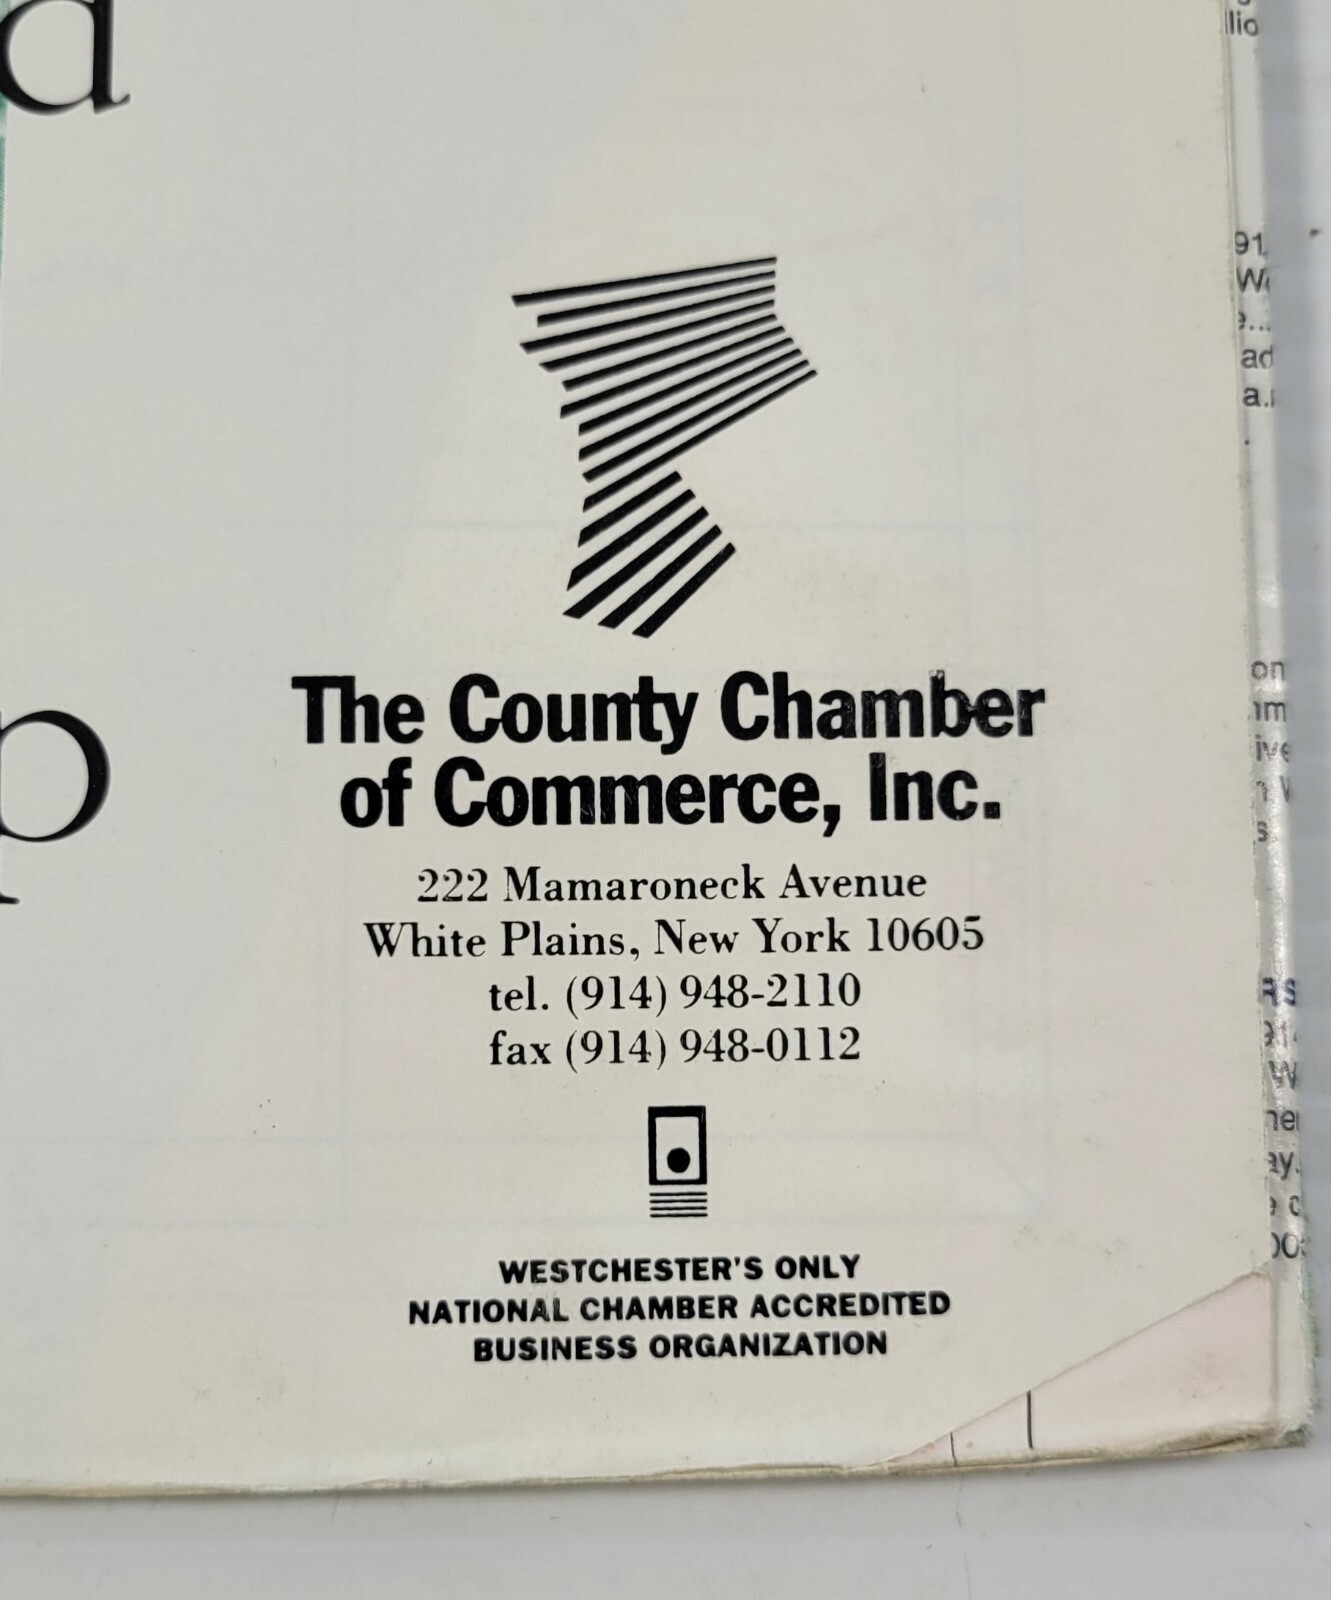 d
p
The County Chamber
of Commerce, Inc.
222 Mamaroneck Avenue
White Plains, New York 10605
tel. (914) 948-2110
fax (914) 948-0112
WESTCHESTER'S ONLY
NATIONAL CHAMBER ACCREDITED
BUSINESS ORGANIZATION